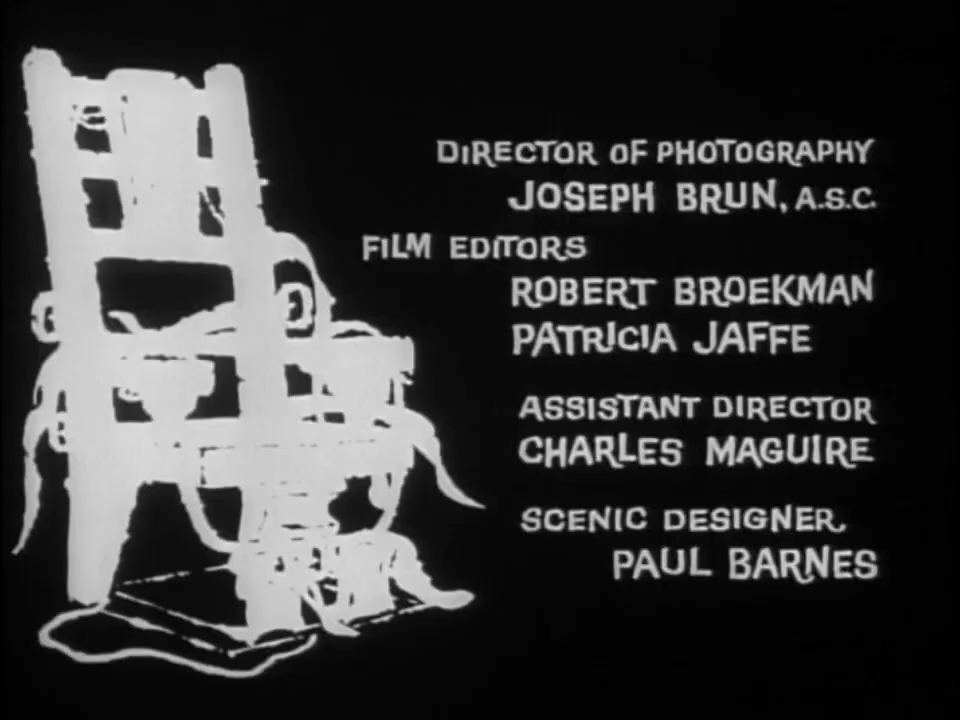 DIRECTOR OF PHOTOGRAPHY
JOSEPH BRUN, A.S.C.
FILM EDITORS
ROBERT BROEKMAN
PATRICIA JAFFE
ASSISTANT DIRECTOR
CHARLES MAGUIRE
SCENIC DESIGNER
PAUL BARNES